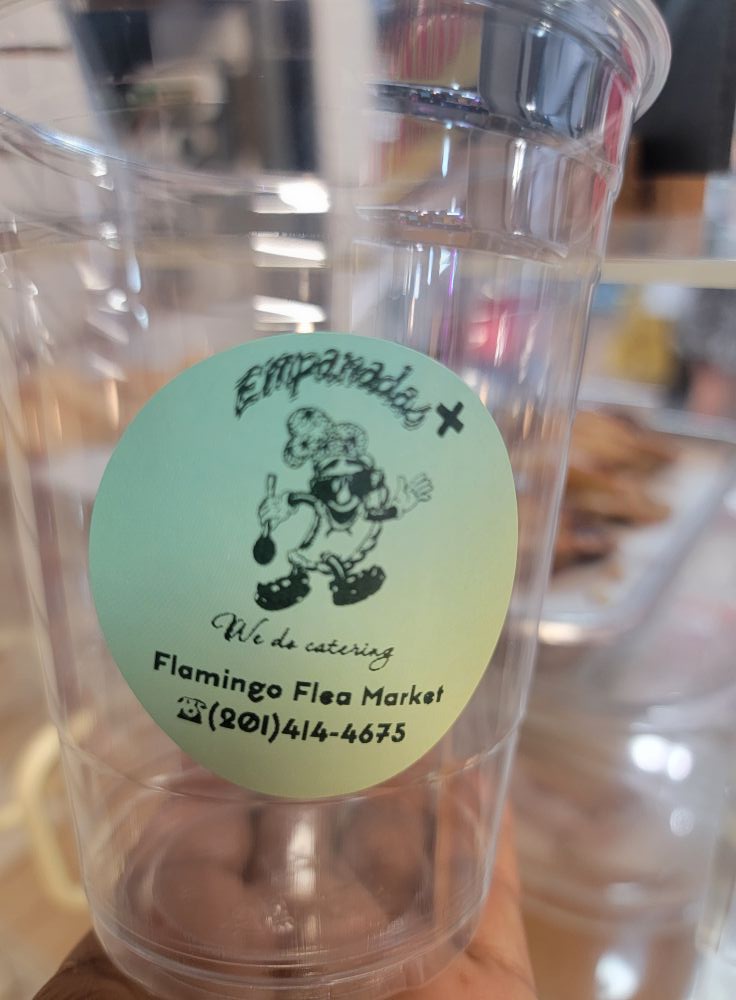 Empanadas x
We do catering
Flamingo Flea Market
☎(201)414-4675